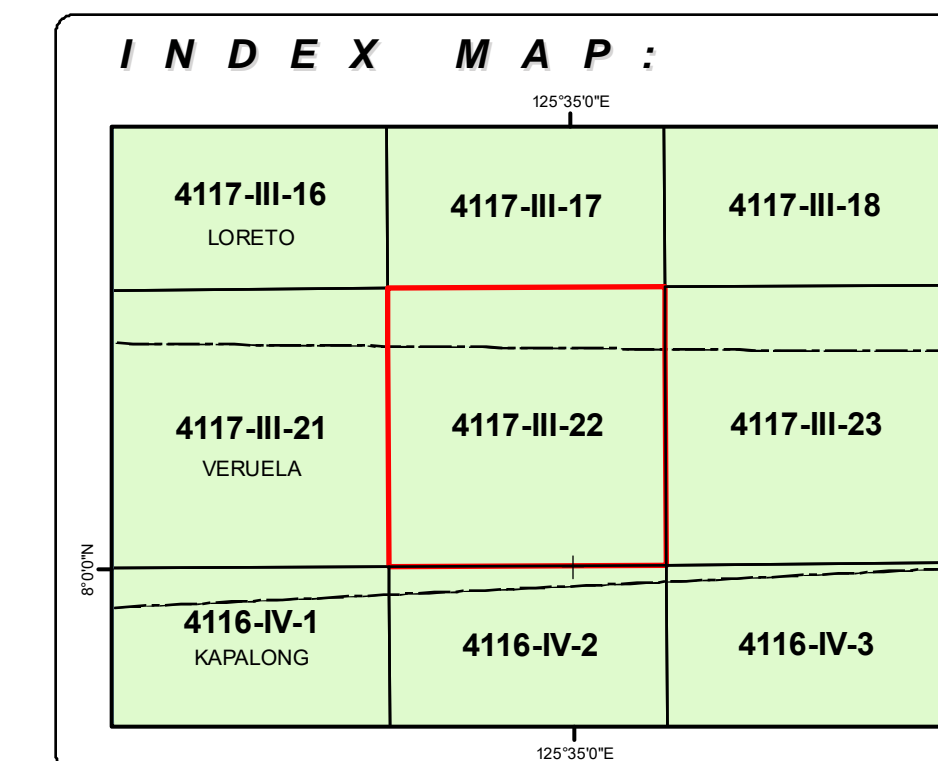 INDEX MAP:
125°35'0"E
4117-III-16
LORETO
4117-III-17
4117-III-18
4117-III-21
VERUELA
4117-III-22
4117-III-23
8°0'0"N
4116-IV-1
KAPALONG
4116-IV-2
4116-IV-3
125°35'0"E